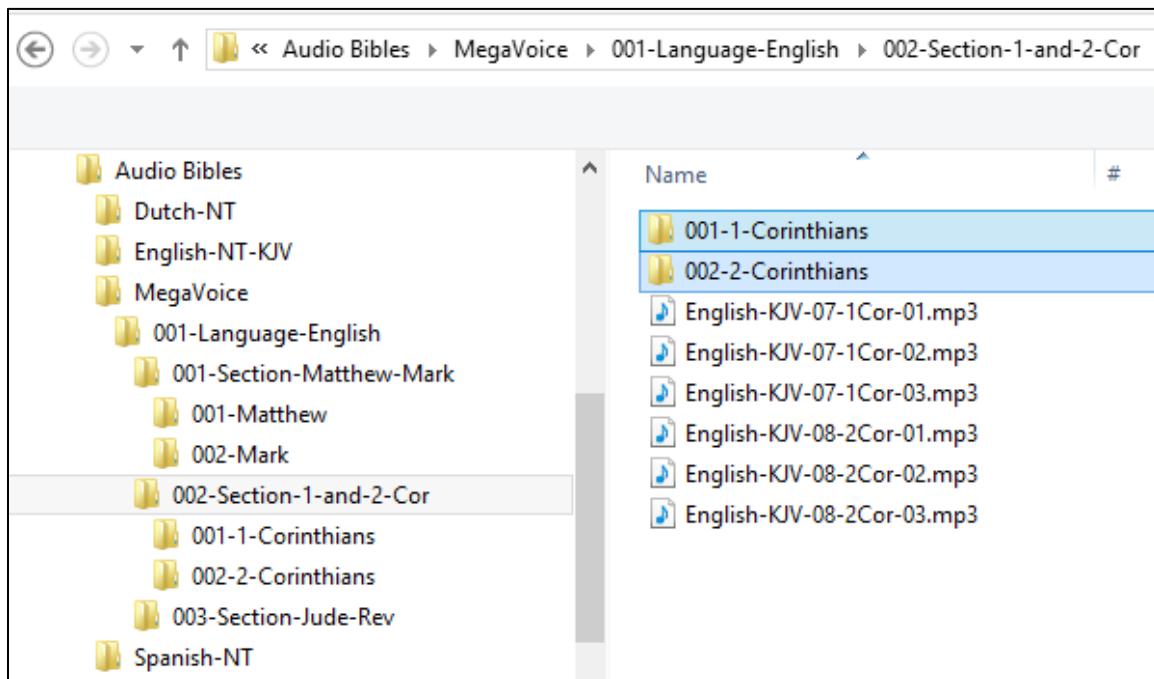 « Audio Bibles MegaVoice 001-Language-English 002-Section-1-and-2-Cor
Audio Bibles
Dutch-NT
English-NT-KJV
MegaVoice
001-Language-English
001-Section-Matthew-Mark
001-Matthew
002-Mark
002-Section-1-and-2-Cor
001-1-Corinthians
002-2-Corinthians
003-Section-Jude-Rev
Spanish-NT
Name #
001-1-Corinthians
002-2-Corinthians
English-KJV-07-1Cor-01.mp3
English-KJV-07-1Cor-02.mp3
English-KJV-07-1Cor-03.mp3
English-KJV-08-2Cor-01.mp3
English-KJV-08-2Cor-02.mp3
English-KJV-08-2Cor-03.mp3